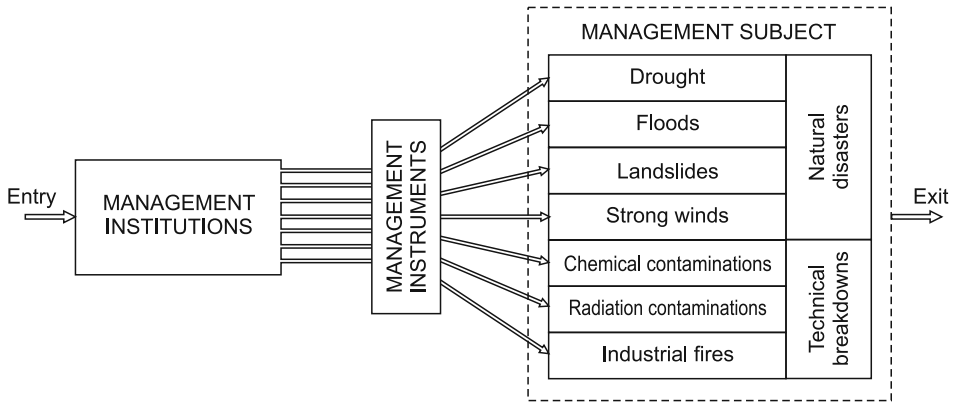 Entry
MANAGEMENT
INSTITUTIONS
MANAGEMENT
INSTRUMENTS
MANAGEMENT SUBJECT
Drought
Floods
Landslides
Strong winds
Chemical contaminations
Radiation contaminations
Industrial fires
Natural
disasters
Technical
breakdowns
Exit